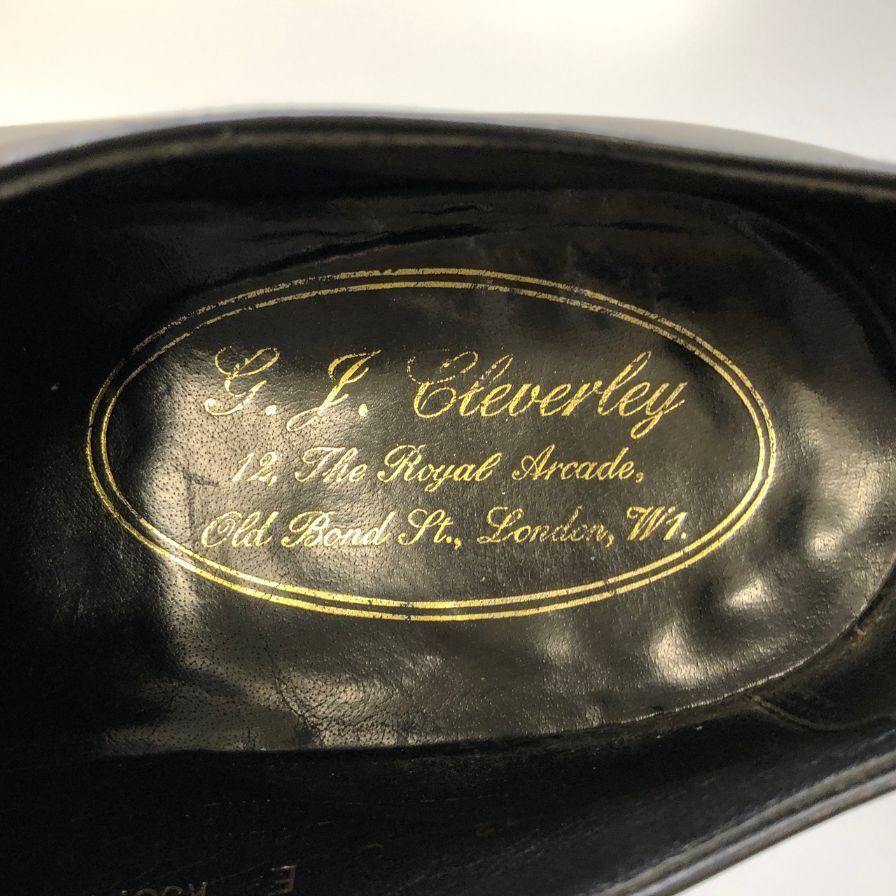 G. J. Cleverley
12, The Royal Arcade,
Old Bond St., London, W1.
E